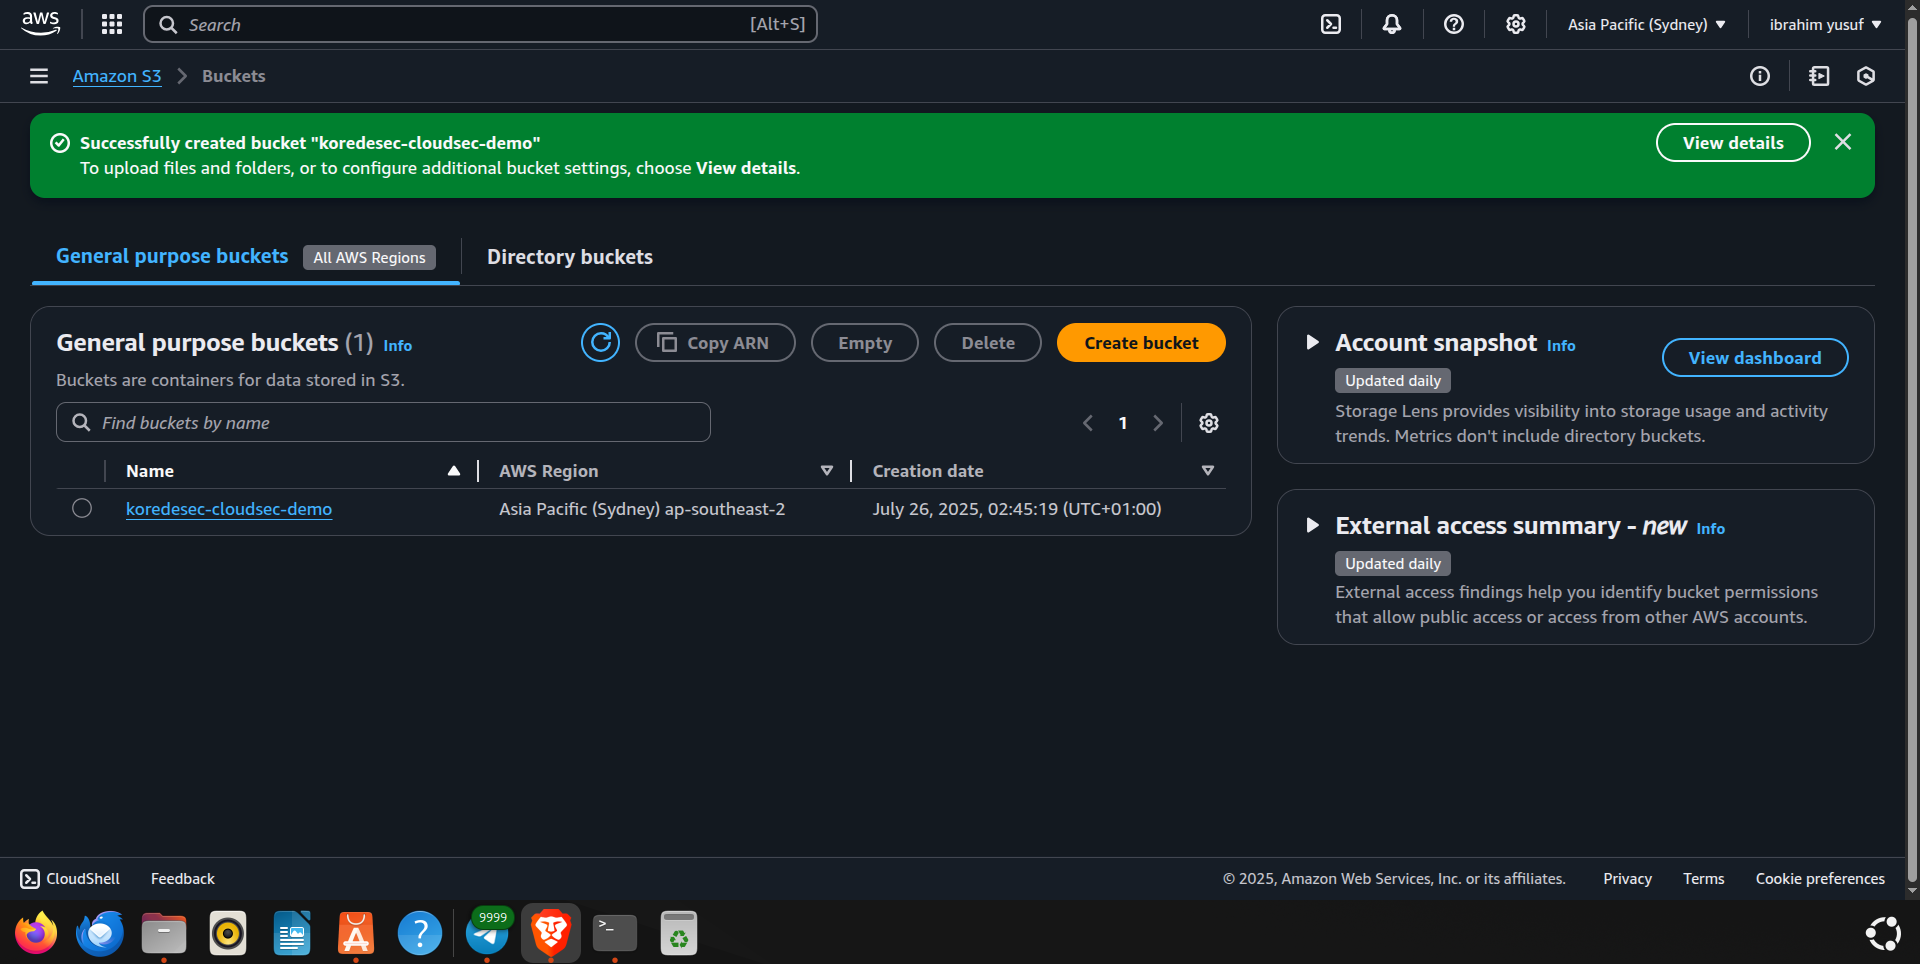 aws
Search [Alt+S]
Asia Pacific (Sydney)
ibrahim yusuf
Amazon S3 Buckets
Successfully created bucket "koredesec-cloudsec-demo"
To upload files and folders, or to configure additional bucket settings, choose View details.
View details
General purpose buckets All AWS Regions
Directory buckets
General purpose buckets (1) Info
Copy ARN
Empty
Delete
Create bucket
Buckets are containers for data stored in S3.
Find buckets by name
1
Name AWS Region Creation date
koredesec-cloudsec-demo Asia Pacific (Sydney) ap-southeast-2 July 26, 2025, 02:45:19 (UTC+01:00)
Account snapshot Info
View dashboard
Updated daily
Storage Lens provides visibility into storage usage and activity
trends. Metrics don't include directory buckets.
External access summary - new Info
Updated daily
External access findings help you identify bucket permissions
that allow public access or access from other AWS accounts.
CloudShell Feedback
© 2025, Amazon Web Services, Inc. or its affiliates. Privacy Terms Cookie preferences
9999